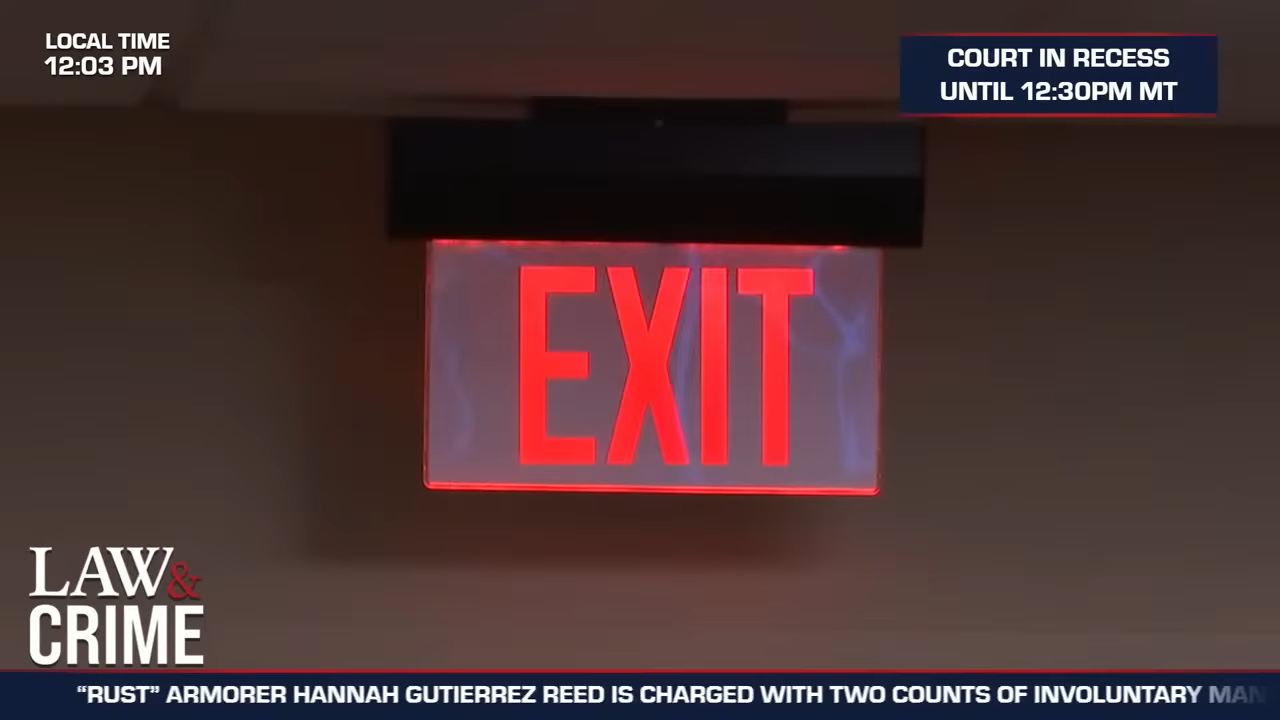 LOCAL TIME
12:03 PM
COURT IN RECESS
UNTIL 12:30PM MT
EXIT
LAW&
CRIME
“RUST” ARMORER HANNAH GUTIERREZ REED IS CHARGED WITH TWO COUNTS OF INVOLUNTARY